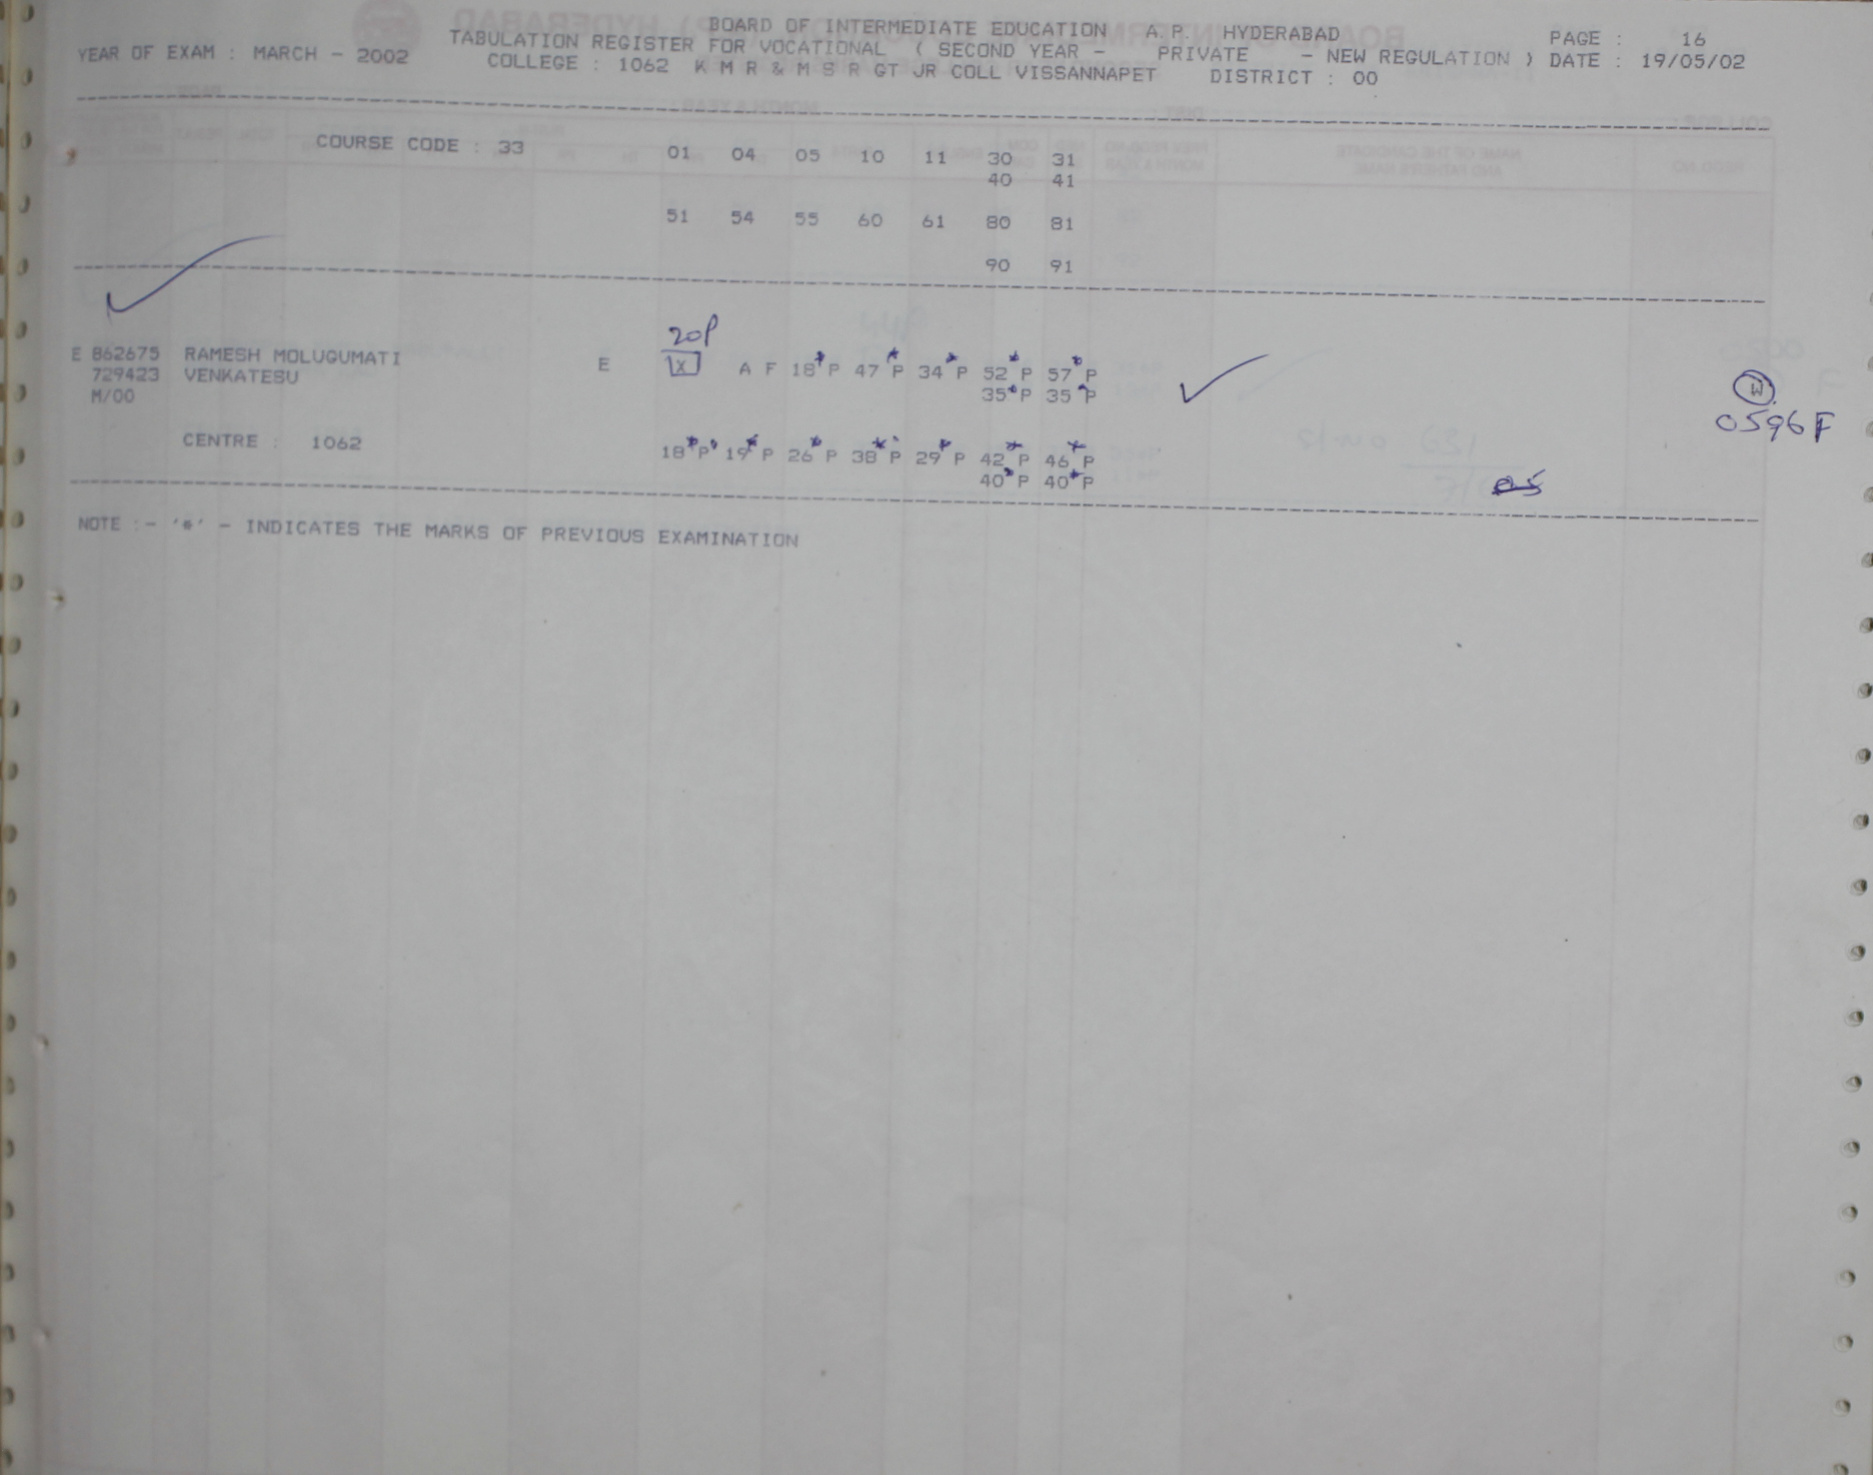 BOARD OF INTERMEDIATE EDUCATION A.P. HYDERABAD
TABULATION REGISTER FOR VOCATIONAL ( SECOND YEAR - PRIVATE - NEW REGULATION )
PAGE : 16
YEAR OF EXAM : MARCH - 2002
COLLEGE : 1062 K M R & M S R GT JR COLL VISSANNAPET DISTRICT : 00
DATE : 19/05/02
COURSE CODE : 33 01 04 05 10 11 30 31
40 41
51 54 55 60 61 80 81
90 91
20P
E 862675 RAMESH MOLUGUMATI E X A F 18*P 47*P 34*P 52*P 57*P
729423 VENKATESU 35*P 35*P
M/00
W
0596F
CENTRE : 1062 18*P 19*P 26*P 38*P 29*P 42*P 46*P
40*P 40*P
NOTE :- '*' - INDICATES THE MARKS OF PREVIOUS EXAMINATION